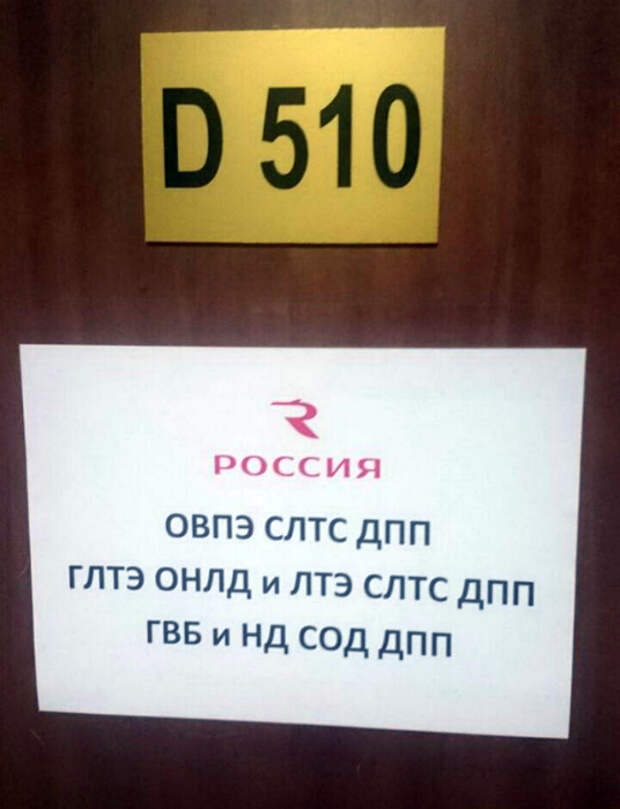 D 510
РОССИЯ
ОВПЭ СЛТС ДПП
ГЛТЭ ОНЛД и ЛТЭ СЛТС ДПП
ГВБ и НД СОД ДПП